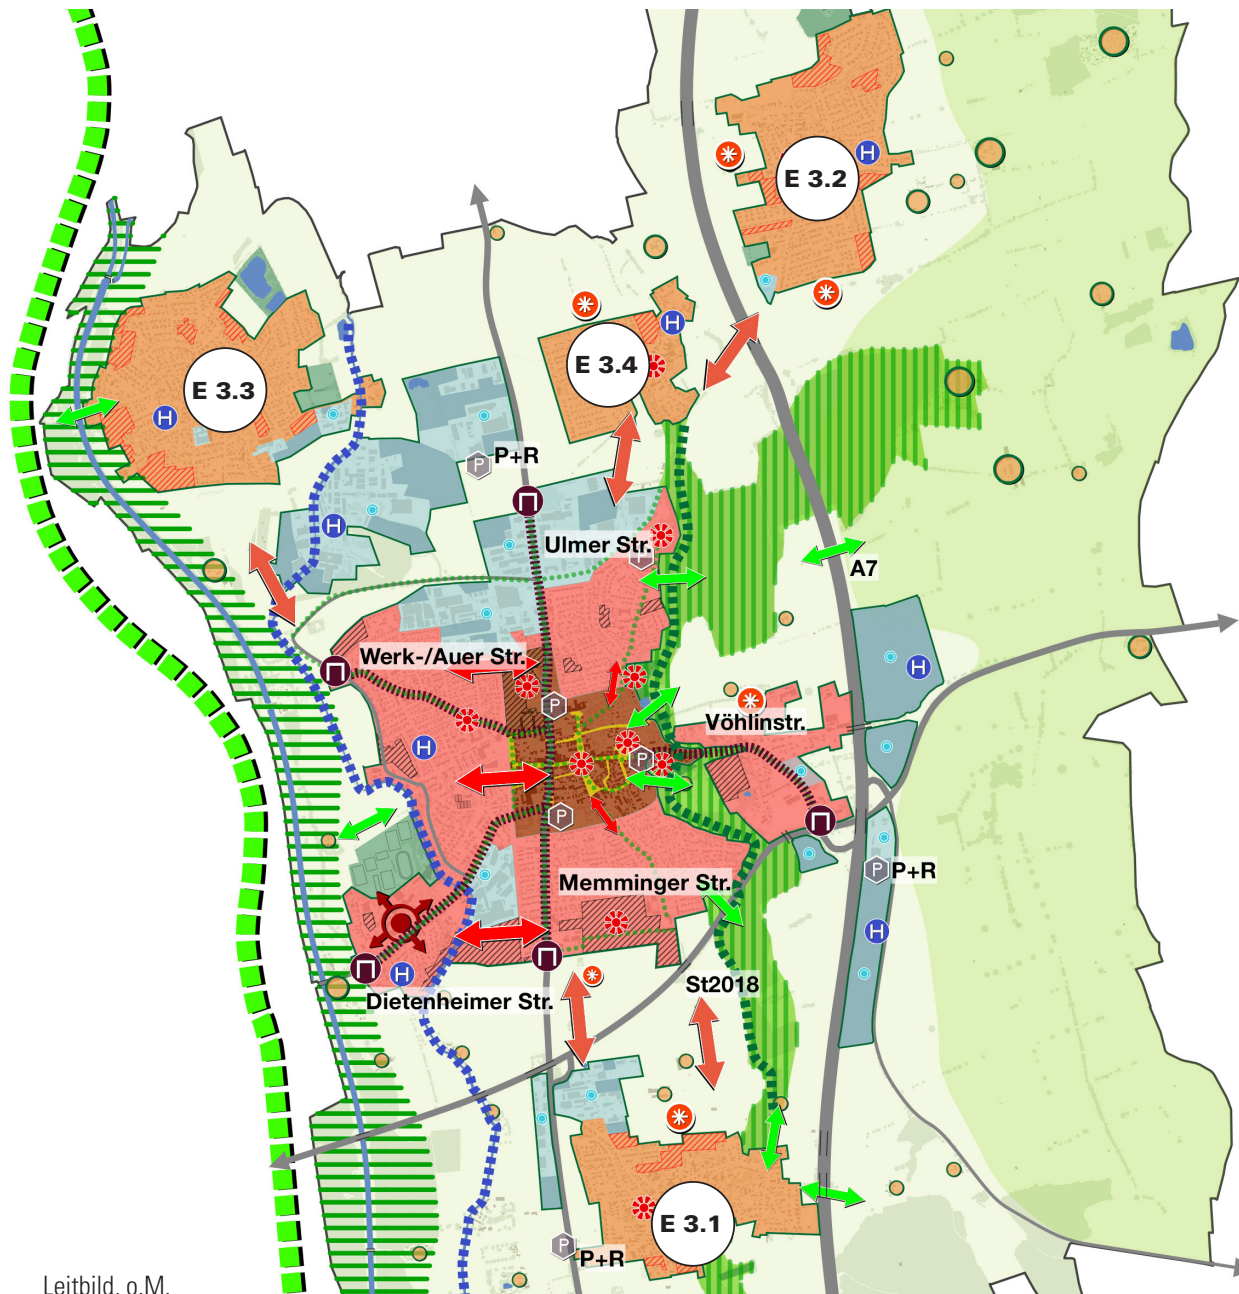 E 3.2
H
H
E 3.4
E 3.3
H
P+R
P
H
Ulmer Str.
P
A7
Werk-/Auer Str.
H
P
Vöhlinstr.
H
P
P
P
P+R
Memminger Str.
H
H
St2018
Dietenheimer Str.
E 3.1
P
P+R
Leitbild, o.M.